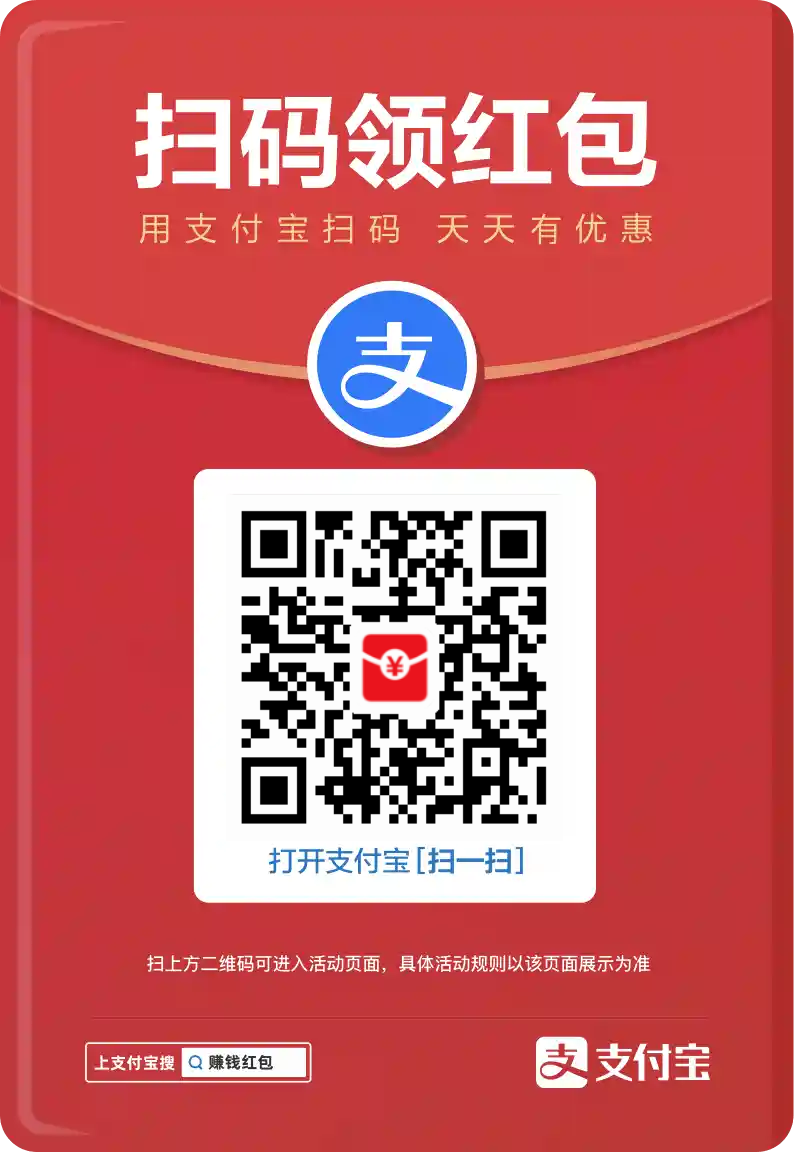 扫码领红包
用支付宝扫码 天天有优惠
支
¥
打开支付宝[扫一扫]
扫上方二维码可进入活动页面，具体活动规则以该页面展示为准
上支付宝搜 赚钱红包
支 支付宝